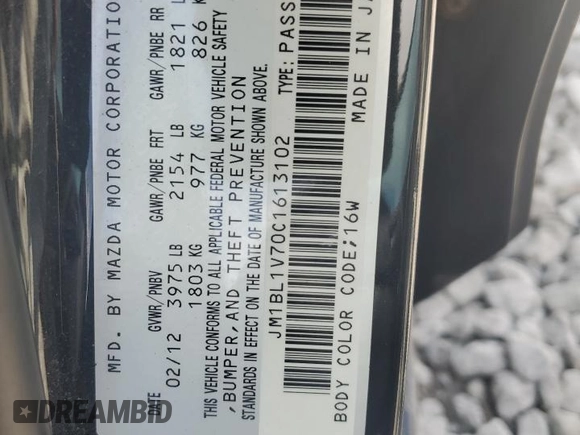 MFD. BY MAZDA MOTOR CORPORATION
DATE GVWR/PNBV GAWR/PNBE FRT GAWR/PNBE RR
02/12 3975 LB 2154 LB 1821 L
1803 KG 977 KG 826 K
THIS VEHICLE CONFORMS TO ALL APPLICABLE FEDERAL MOTOR VEHICLE SAFETY
,BUMPER,AND THEFT PREVENTION
STANDARDS IN EFFECT ON THE DATE OF MANUFACTURE SHOWN ABOVE.
JM1BL1V70C1613102 TYPE: PASS
BODY COLOR CODE;16W MADE IN JA
DREAMBID